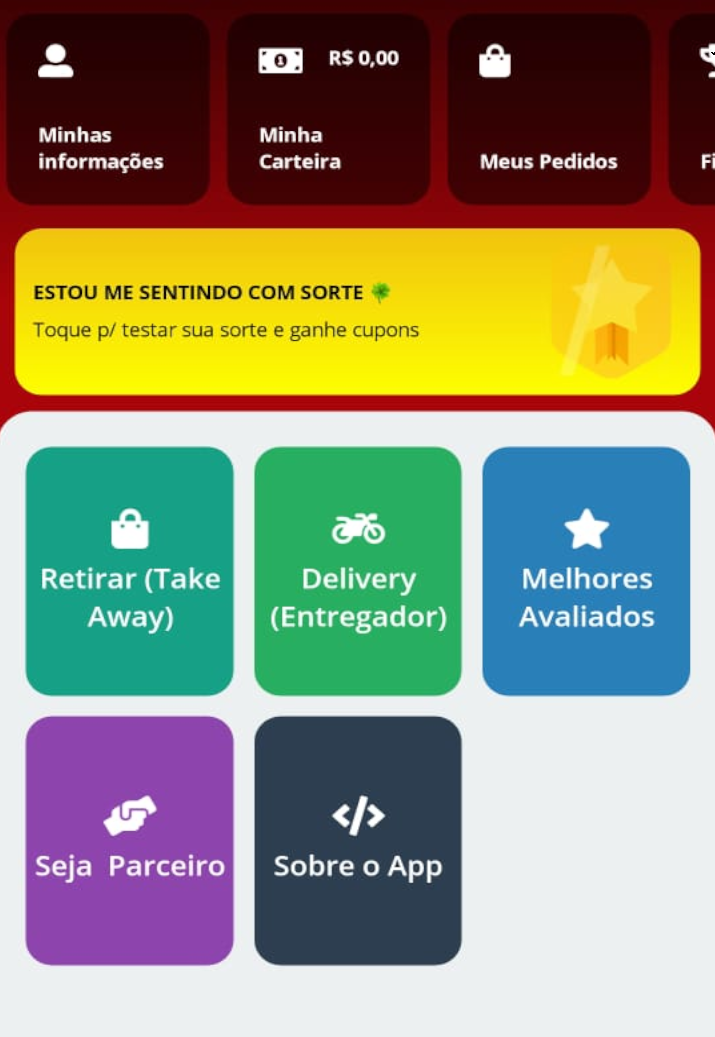 R$ 0,00
Minhas
informações
Minha
Carteira
Meus Pedidos
Fi
ESTOU ME SENTINDO COM SORTE 🍀
Toque p/ testar sua sorte e ganhe cupons
Retirar (Take
Away)
Delivery
(Entregador)
Melhores
Avaliados
Seja Parceiro
Sobre o App